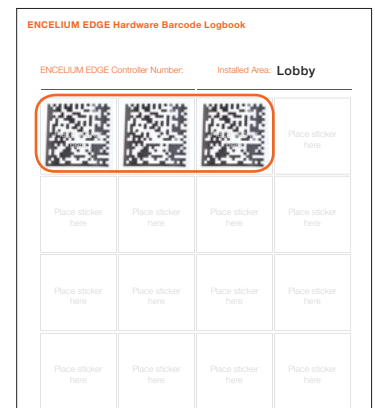 ENCELIUM EDGE Hardware Barcode Logbook
ENCELIUM EDGE Controller Number: Installed Area: Lobby
Place sticker
here
Place sticker Place sticker Place sticker Place sticker
here here here here
Place sticker Place sticker Place sticker Place sticker
here here here here
Place sticker Place sticker Place sticker Place sticker
here here here here